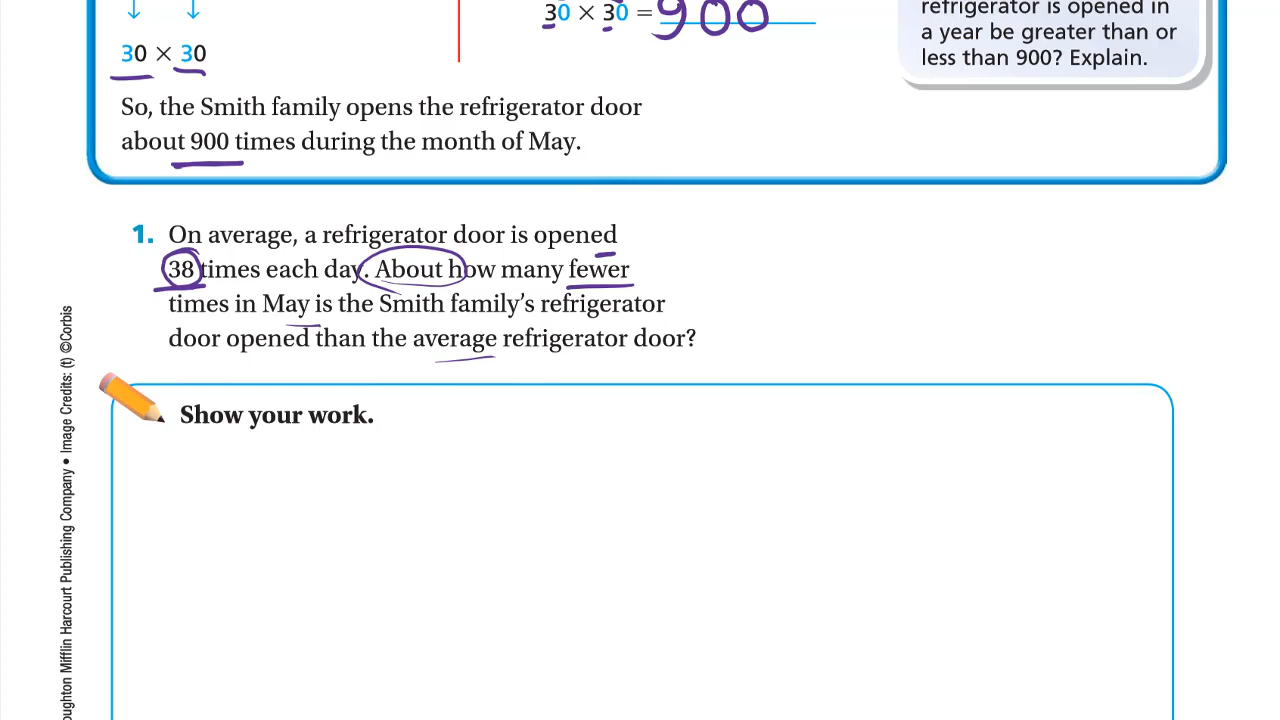 30 × 30 = 900
refrigerator is opened in
a year be greater than or
less than 900? Explain.
↓ ↓
30 × 30
So, the Smith family opens the refrigerator door
about 900 times during the month of May.
1. On average, a refrigerator door is opened
38 times each day. About how many fewer
times in May is the Smith family’s refrigerator
door opened than the average refrigerator door?
Show your work.
oughton Mifflin Harcourt Publishing Company • Image Credits: (t) ©Corbis